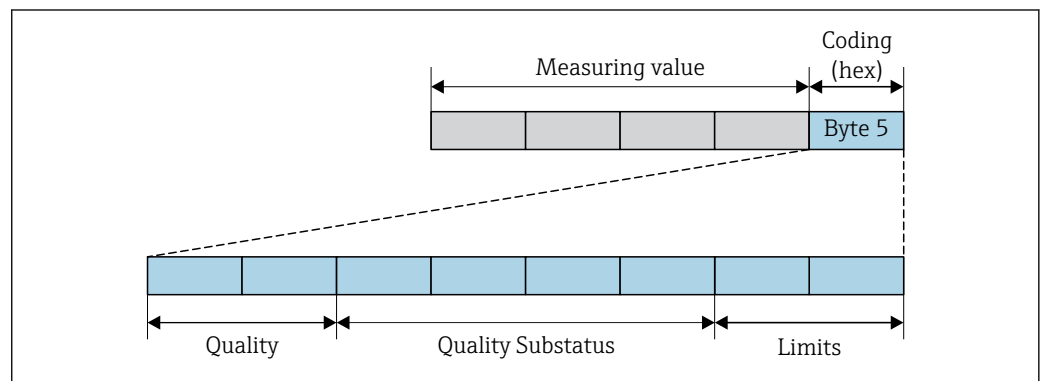 Coding
(hex)
Measuring value
Byte 5
Quality
Quality Substatus
Limits